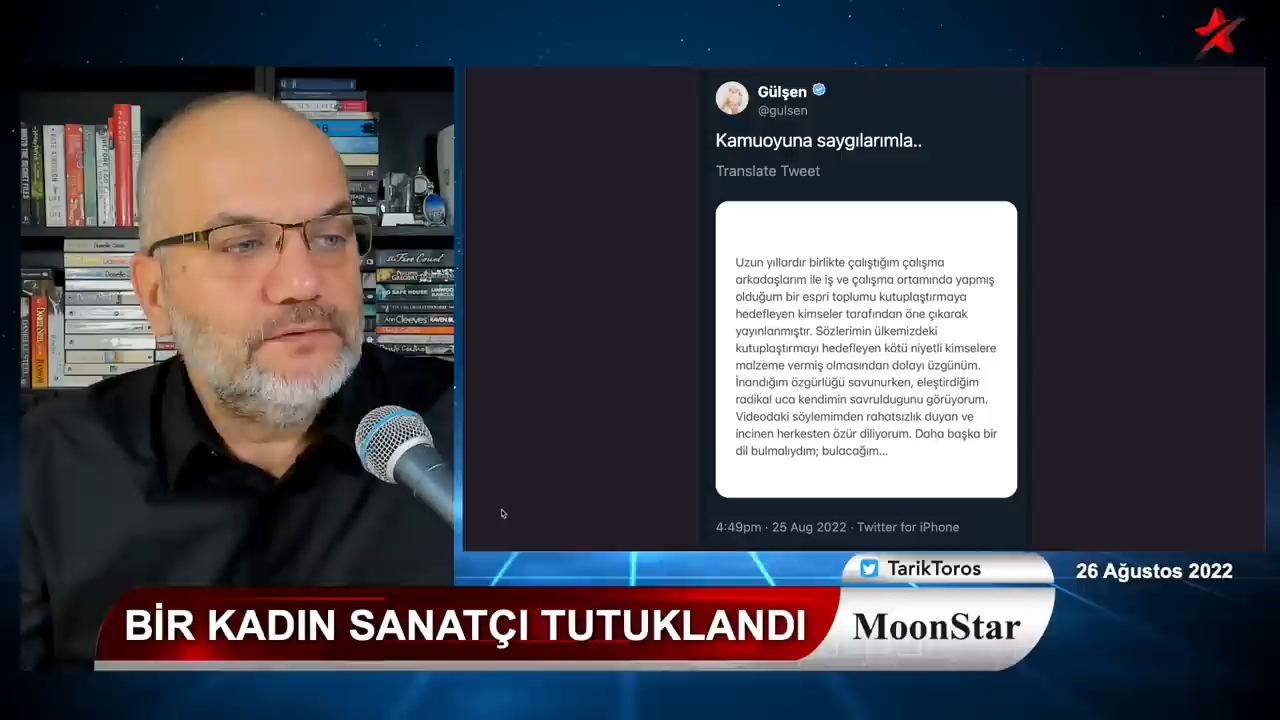 Gülşen
@gulsen
Kamuoyuna saygılarımla..
Translate Tweet
Uzun yıllardır birlikte çalıştığım çalışma
arkadaşlarım ile iş ve çalışma ortamında yapmış
olduğum bir espri toplumu kutuplaştırmaya
hedefleyen kimseler tarafından öne çıkarak
yayınlanmıştır. Sözlerimin ülkemizdeki
kutuplaştırmayı hedefleyen kötü niyetli kimselere
malzeme vermiş olmasından dolayı üzgünüm.
İnandığım özgürlüğü savunurken, eleştirdiğim
radikal uca kendimin savruldugunu görüyorum.
Videodaki söylemimden rahatsızlık duyan ve
incinen herkesten özür diliyorum. Daha başka bir
dil bulmalıydım; bulacağım...
4:49pm · 25 Aug 2022 · Twitter for iPhone
TarikToros
26 Ağustos 2022
BİR KADIN SANATÇI TUTUKLANDI
MoonStar